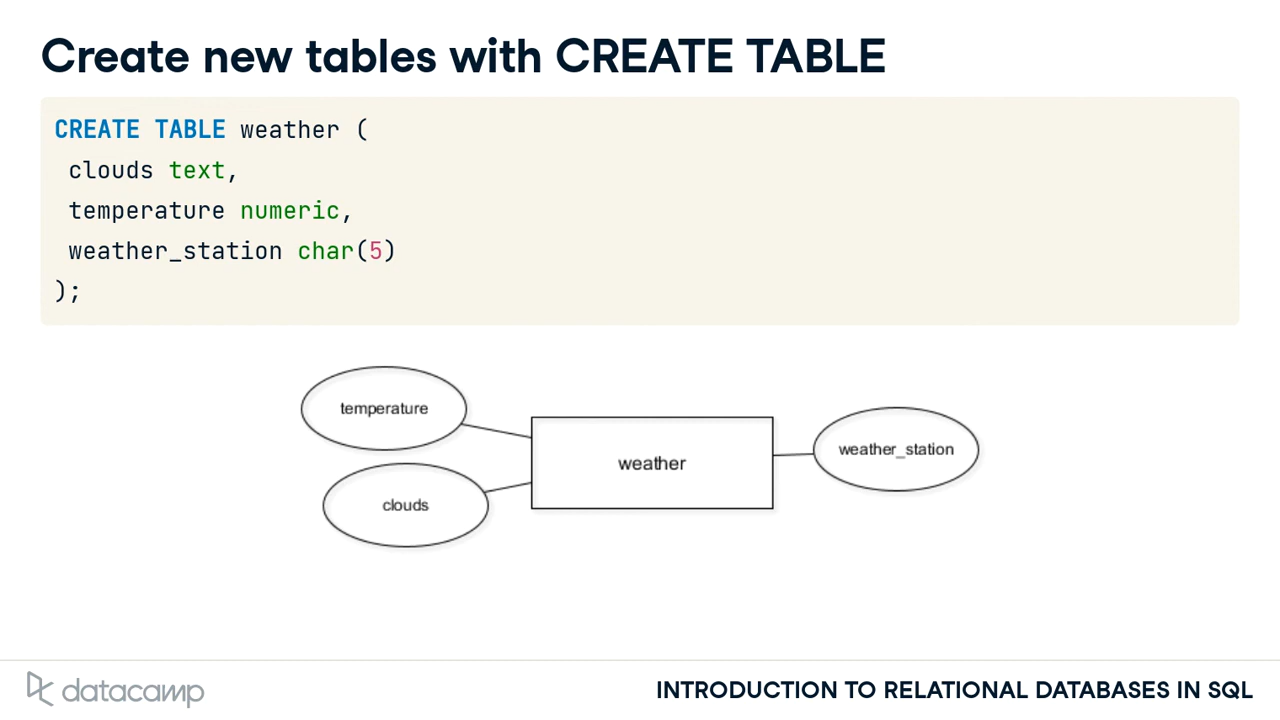 Create new tables with CREATE TABLE
CREATE TABLE weather (
 clouds text,
 temperature numeric,
 weather_station char(5)
);
temperature
clouds
weather
weather_station
datacamp
INTRODUCTION TO RELATIONAL DATABASES IN SQL